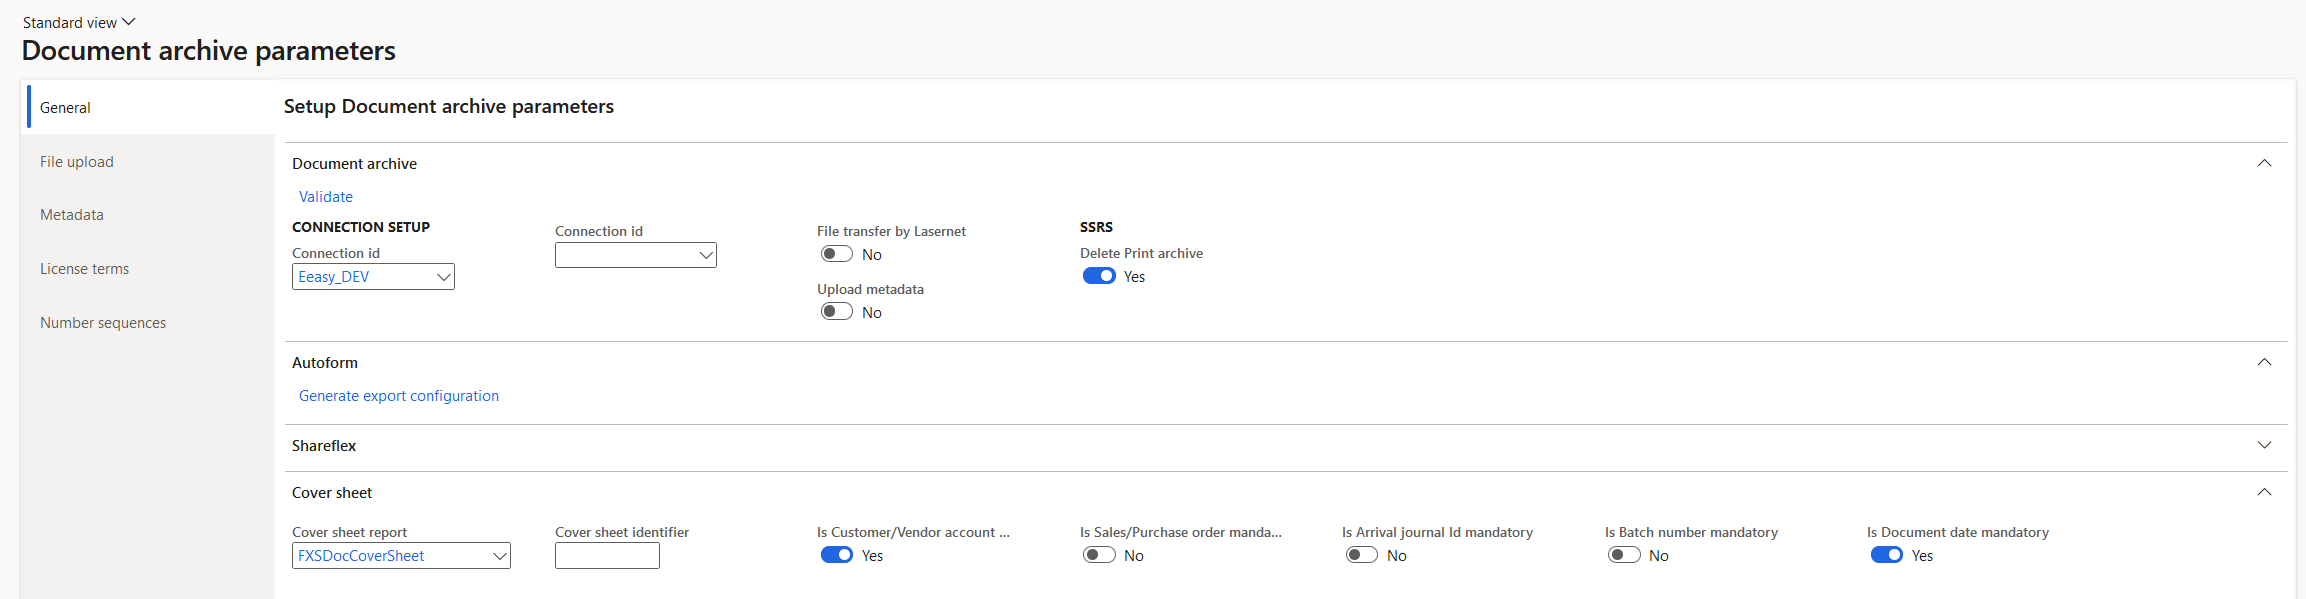 Standard view
Document archive parameters
General
File upload
Metadata
License terms
Number sequences
Setup Document archive parameters
Document archive
Validate
CONNECTION SETUP
Connection id
Eeasy_DEV
Connection id
File transfer by Lasernet
No
Upload metadata
No
SSRS
Delete Print archive
Yes
Autoform
Generate export configuration
Shareflex
Cover sheet
Cover sheet report
FXSDocCoverSheet
Cover sheet identifier
Is Customer/Vendor account ...
Yes
Is Sales/Purchase order manda...
No
Is Arrival journal Id mandatory
No
Is Batch number mandatory
No
Is Document date mandatory
Yes